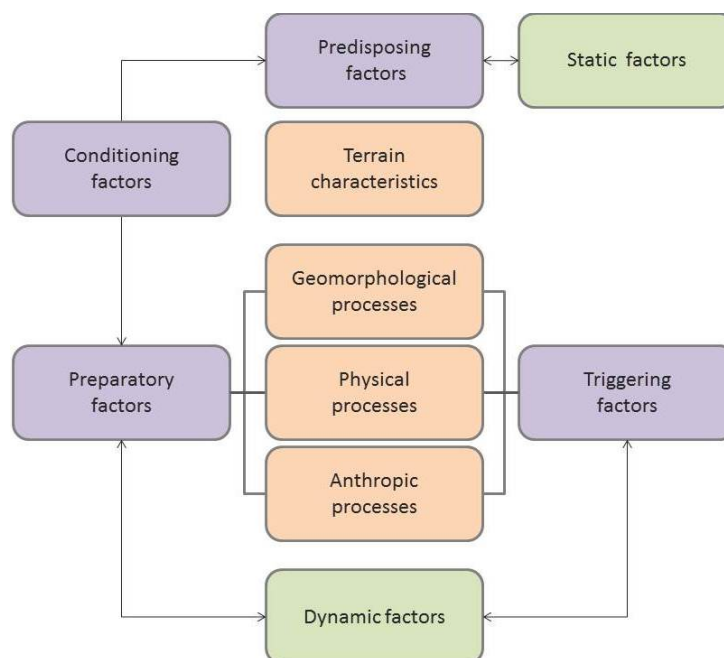 Predisposing
factors
Static factors
Conditioning
factors
Terrain
characteristics
Geomorphological
processes
Preparatory
factors
Physical
processes
Triggering
factors
Anthropic
processes
Dynamic factors